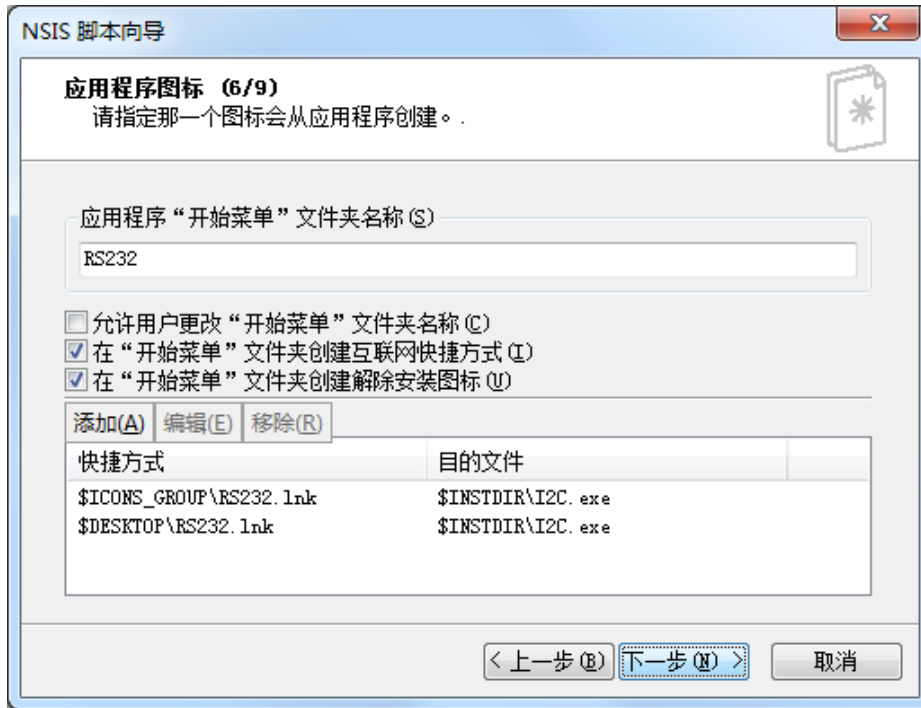 NSIS 脚本向导
应用程序图标 (6/9)
请指定那一个图标会从应用程序创建。.
应用程序“开始菜单”文件夹名称(S)
RS232
允许用户更改“开始菜单”文件夹名称(C)
在“开始菜单”文件夹创建互联网快捷方式(I)
在“开始菜单”文件夹创建解除安装图标(U)
添加(A) 编辑(E) 移除(R)
快捷方式 目的文件
$ICONS_GROUP\RS232.lnk $INSTDIR\I2C.exe
$DESKTOP\RS232.lnk $INSTDIR\I2C.exe
< 上一步(B) 下一步(N) > 取消